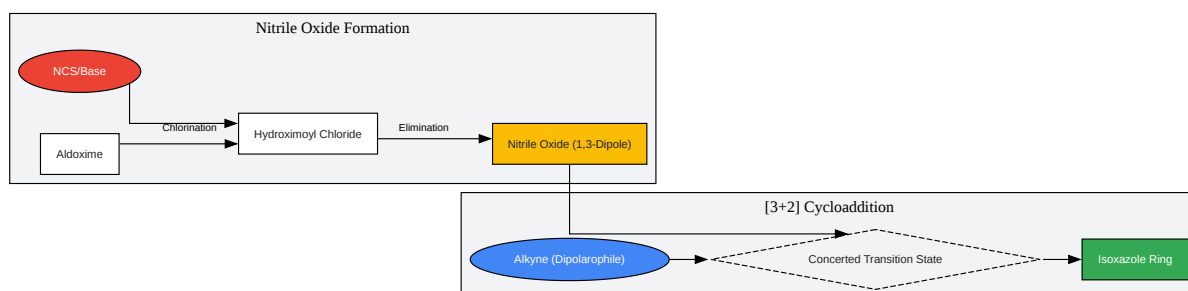 Nitrile Oxide Formation
NCS/Base
Chlorination
Aldoxime
Hydroximoyl Chloride
Elimination
Nitrile Oxide (1,3-Dipole)
[3+2] Cycloaddition
Alkyne (Dipolarophile)
Concerted Transition State
Isoxazole Ring